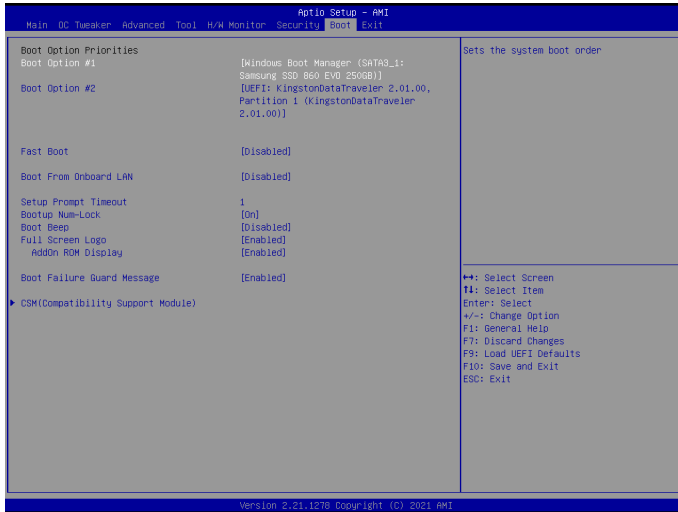 Aptio Setup - AMI
Main OC Tweaker Advanced Tool H/W Monitor Security Boot Exit
Boot Option Priorities
Boot Option #1 [Windows Boot Manager (SATA3_1:
Samsung SSD 860 EVO 250GB)]
Boot Option #2 [UEFI: KingstonDataTraveler 2.01.00,
Partition 1 (KingstonDataTraveler
2.01.00)]
Fast Boot [Disabled]
Boot From Onboard LAN [Disabled]
Setup Prompt Timeout 1
Bootup Num-Lock [On]
Boot Beep [Disabled]
Full Screen Logo [Enabled]
AddOn ROM Display [Enabled]
Boot Failure Guard Message [Enabled]
CSM(Compatibility Support Module)
Sets the system boot order
↔: Select Screen
↑↓: Select Item
Enter: Select
+/-: Change Option
F1: General Help
F7: Discard Changes
F9: Load UEFI Defaults
F10: Save and Exit
ESC: Exit
Version 2.21.1278 Copyright (C) 2021 AMI